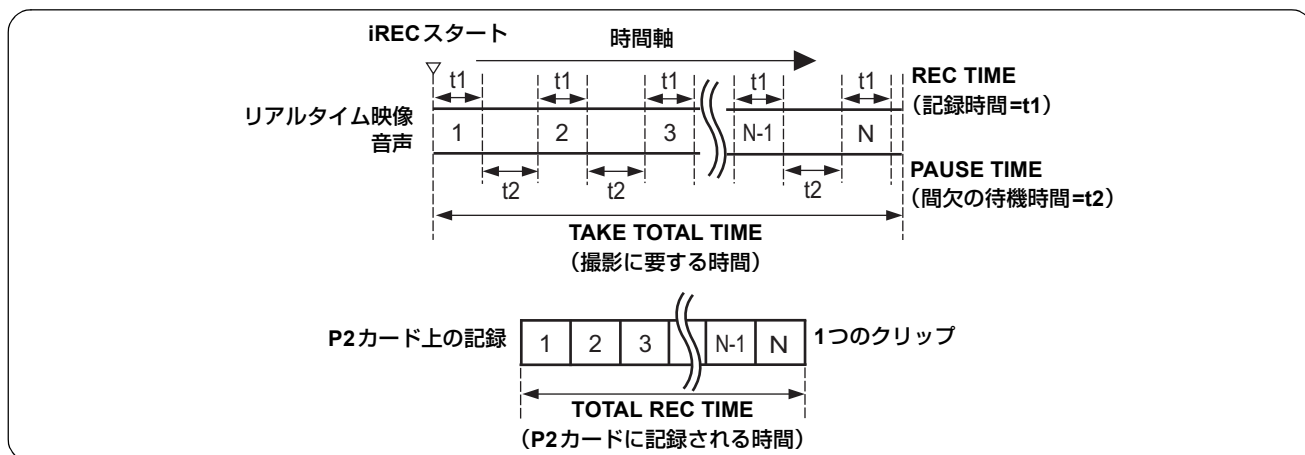 iRECスタート
時間軸
t1 t1 t1 t1 t1
REC TIME
（記録時間=t1）
リアルタイム映像
音声
1 2 3 N-1 N
t2 t2 t2
PAUSE TIME
（間欠の待機時間=t2）
TAKE TOTAL TIME
（撮影に要する時間）
P2カード上の記録
1 2 3 N-1 N
1つのクリップ
TOTAL REC TIME
（P2カードに記録される時間）